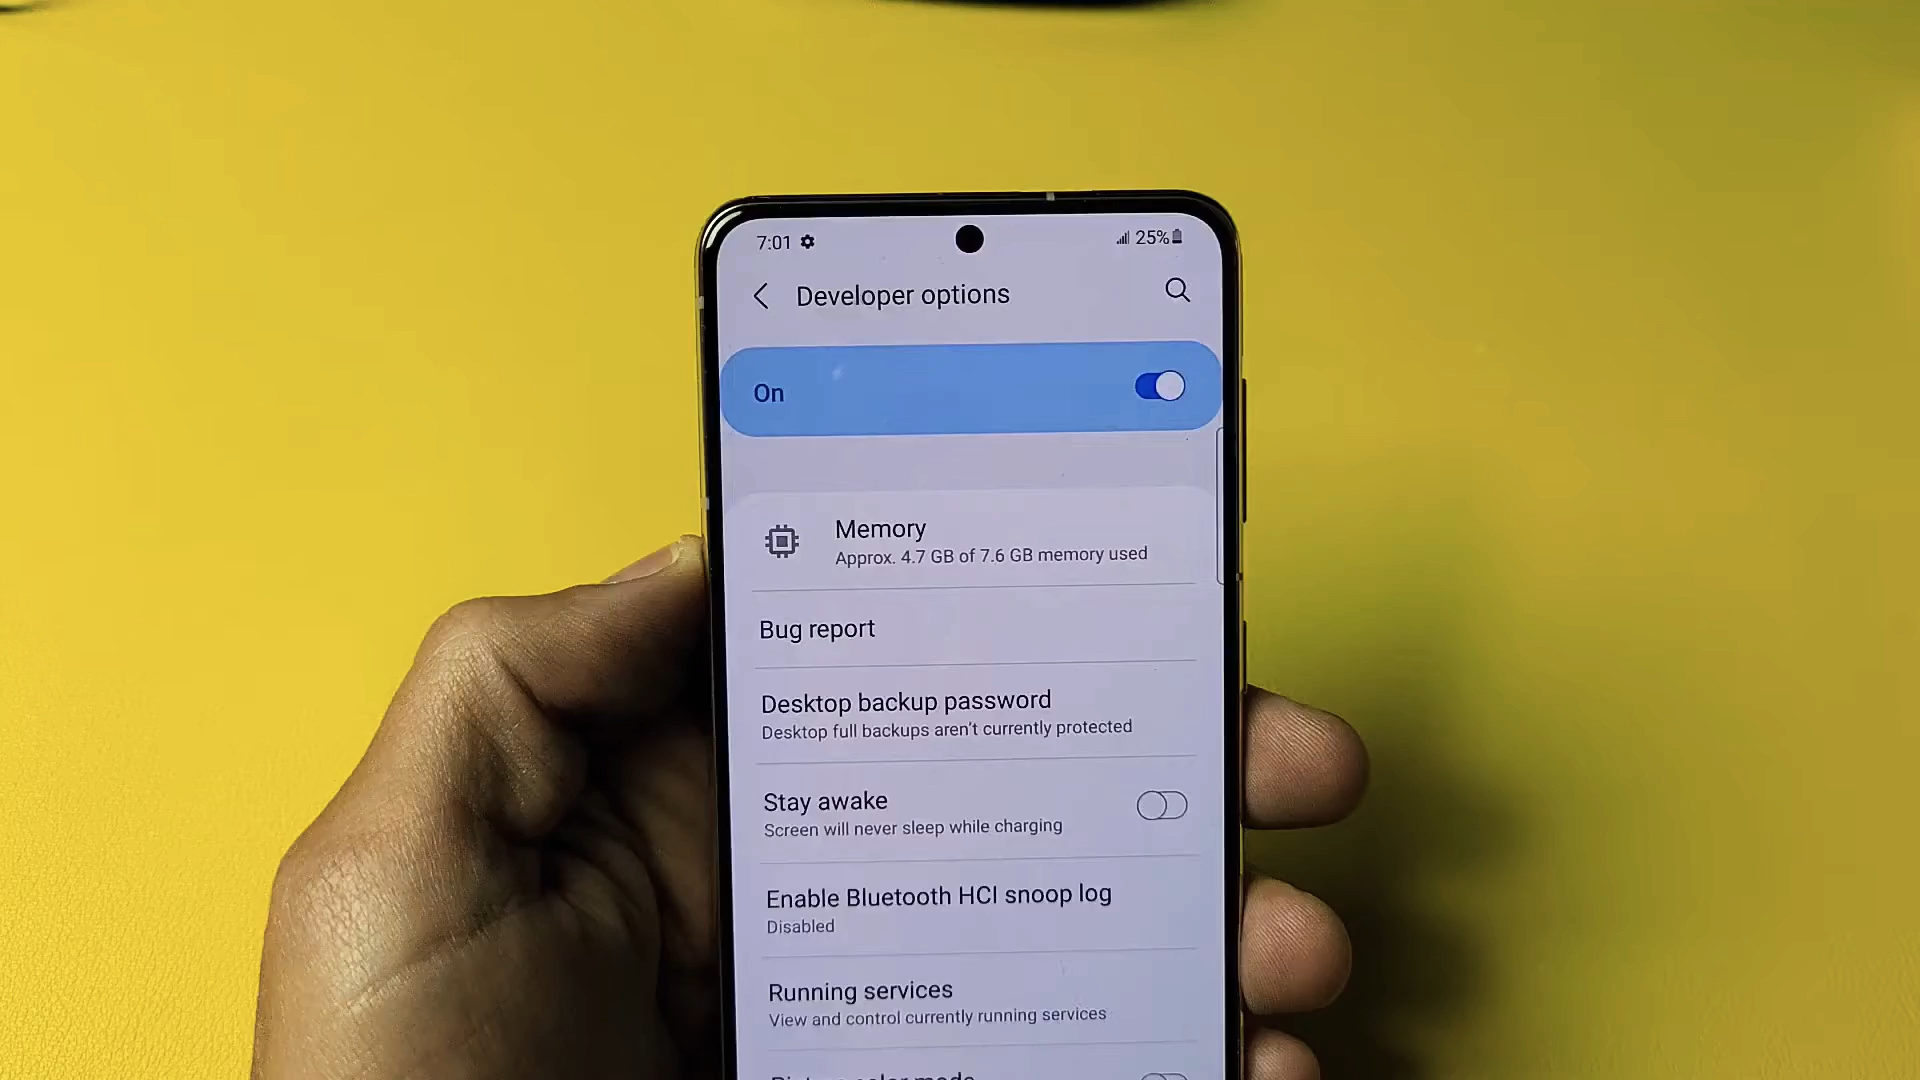 7:01
25%
Developer options
On
Memory
Approx. 4.7 GB of 7.6 GB memory used
Bug report
Desktop backup password
Desktop full backups aren't currently protected
Stay awake
Screen will never sleep while charging
Enable Bluetooth HCI snoop log
Disabled
Running services
View and control currently running services